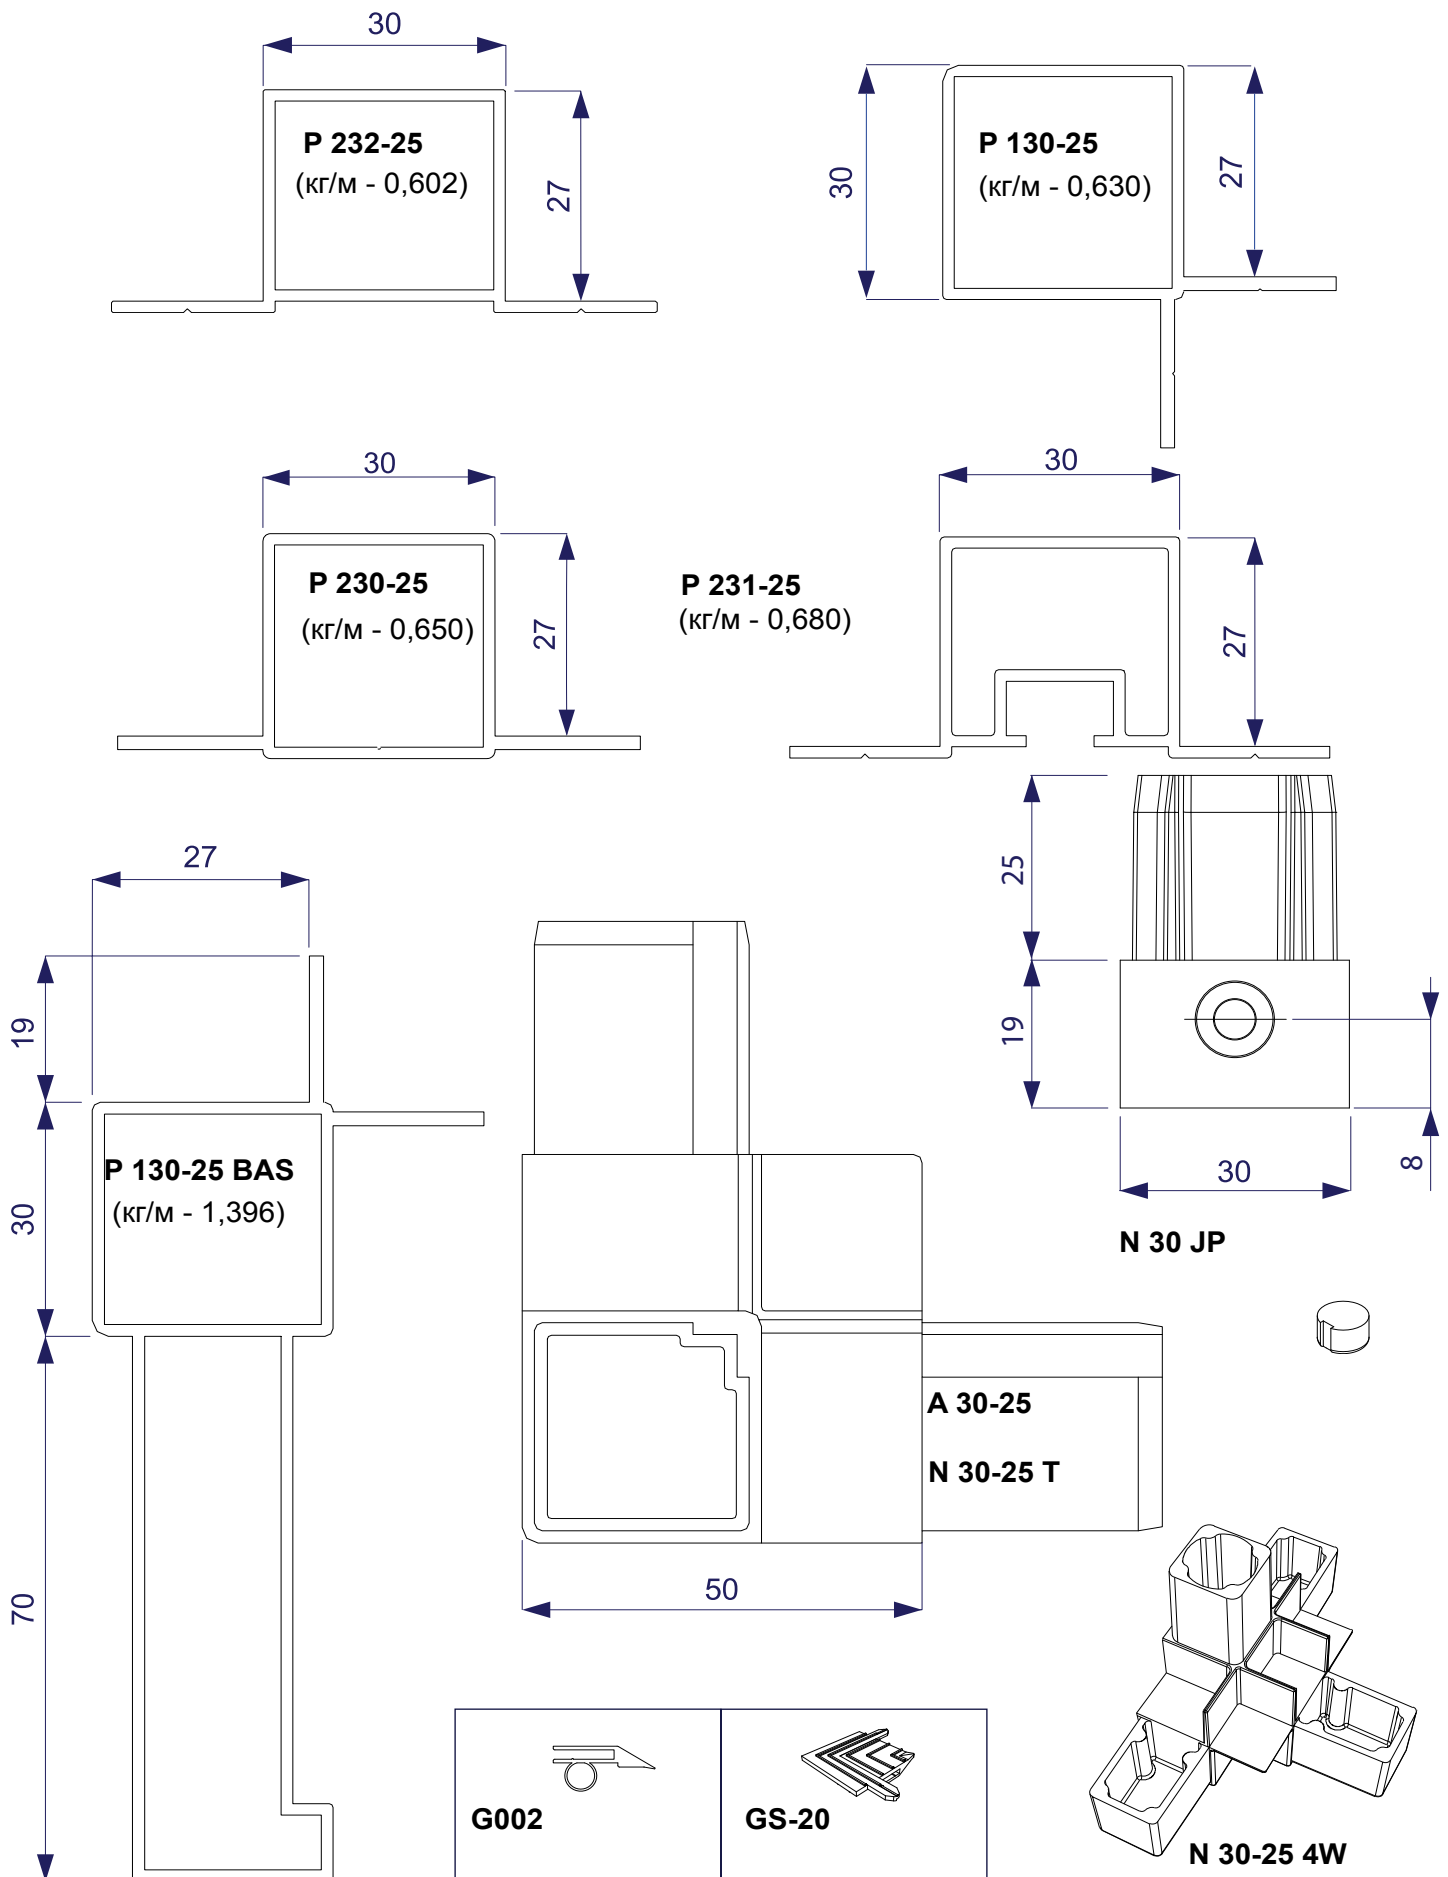 30
P 232-25
(кг/м - 0,602)
27
P 130-25
(кг/м - 0,630)
30
27
30
P 230-25
(кг/м - 0,650)
27
P 231-25
(кг/м - 0,680)
30
27
27
19
30
70
P 130-25 BAS
(кг/м - 1,396)
25
19
8
30
N 30 JP
A 30-25
N 30-25 T
50
G002
GS-20
N 30-25 4W